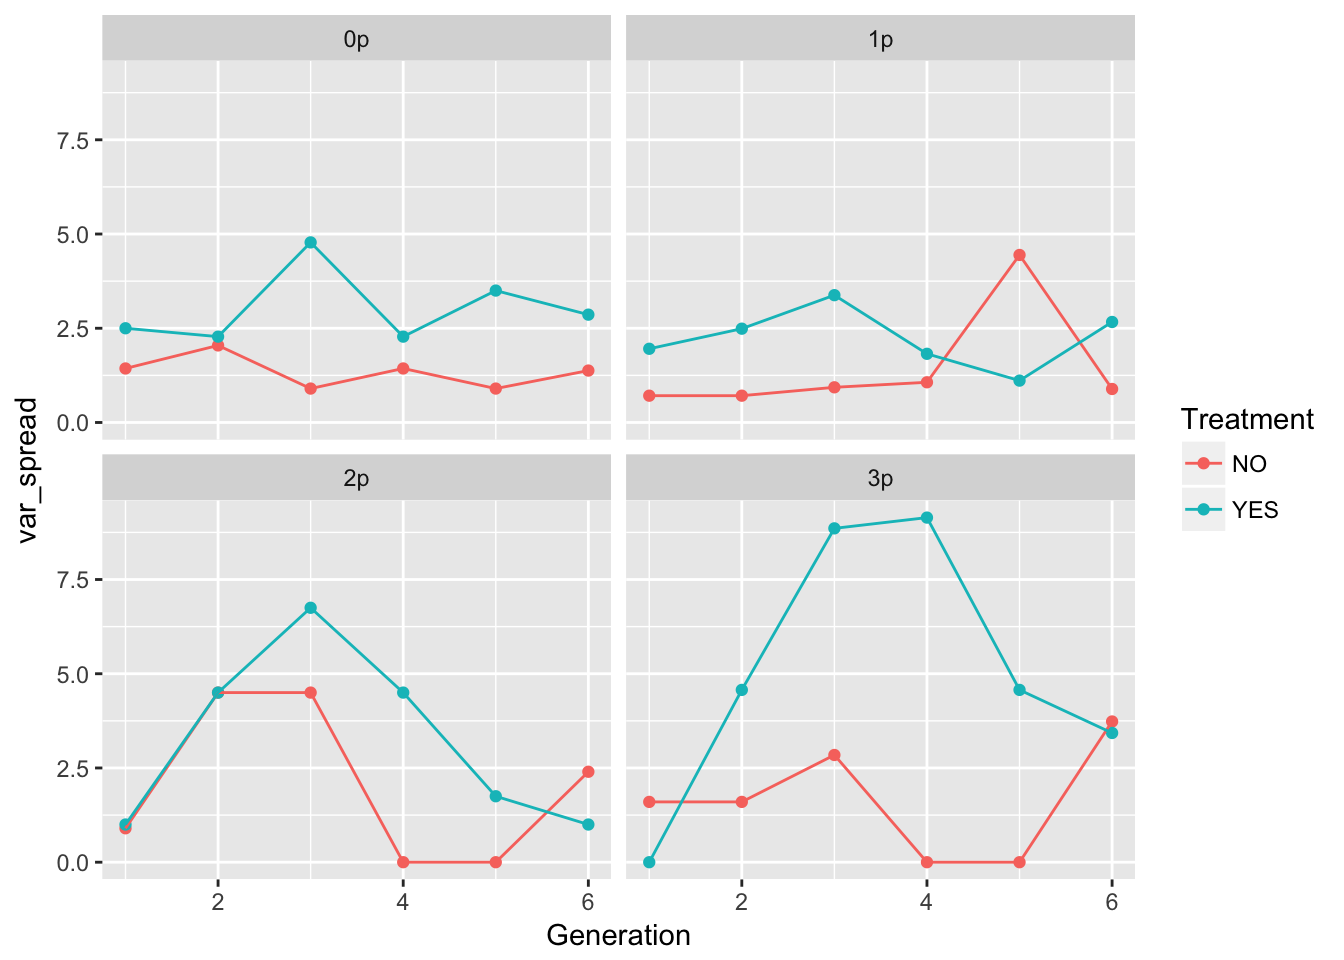 0p
1p
7.5
5.0
2.5
0.0
2p
3p
7.5
5.0
2.5
0.0
2 4 6
2 4 6
Generation
var_spread
Treatment
NO
YES